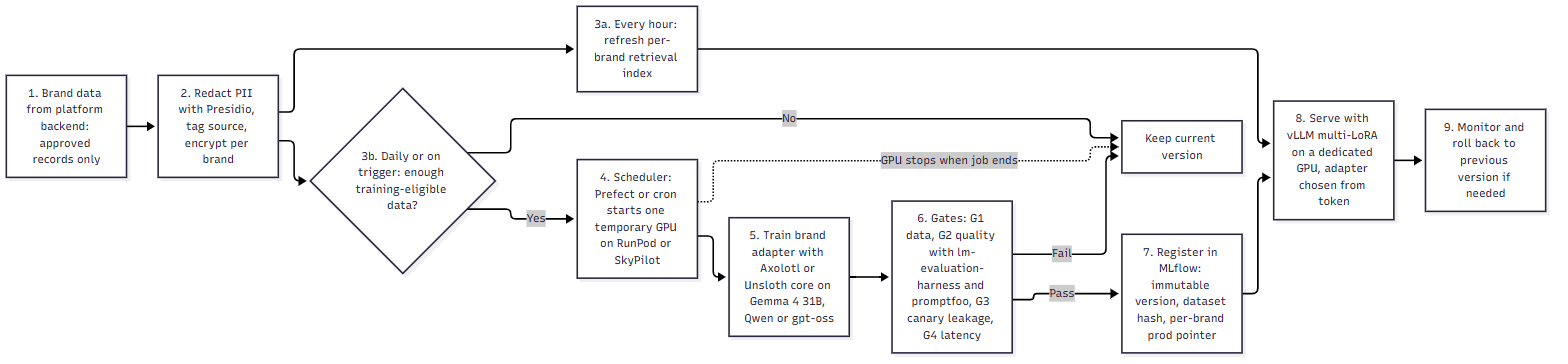 1. Brand data
from platform
backend:
approved
records only
2. Redact PII
with Presidio,
tag source,
encrypt per
brand
3a. Every hour:
refresh per-
brand retrieval
index
3b. Daily or on
trigger: enough
training-eligible
data?
No
Yes
4. Scheduler:
Prefect or cron
starts one
temporary GPU
on RunPod or
SkyPilot
GPU stops when job ends
5. Train brand
adapter with
Axolotl or
Unsloth core on
Gemma 4 31B,
Qwen or gpt-oss
6. Gates: G1
data, G2 quality
with lm-
evaluation-
harness and
promptfoo, G3
canary leakage,
G4 latency
Fail
Pass
Keep current
version
7. Register in
MLflow:
immutable
version, dataset
hash, per-brand
prod pointer
8. Serve with
vLLM multi-LoRA
on a dedicated
GPU, adapter
chosen from
token
9. Monitor and
roll back to
previous
version if
needed